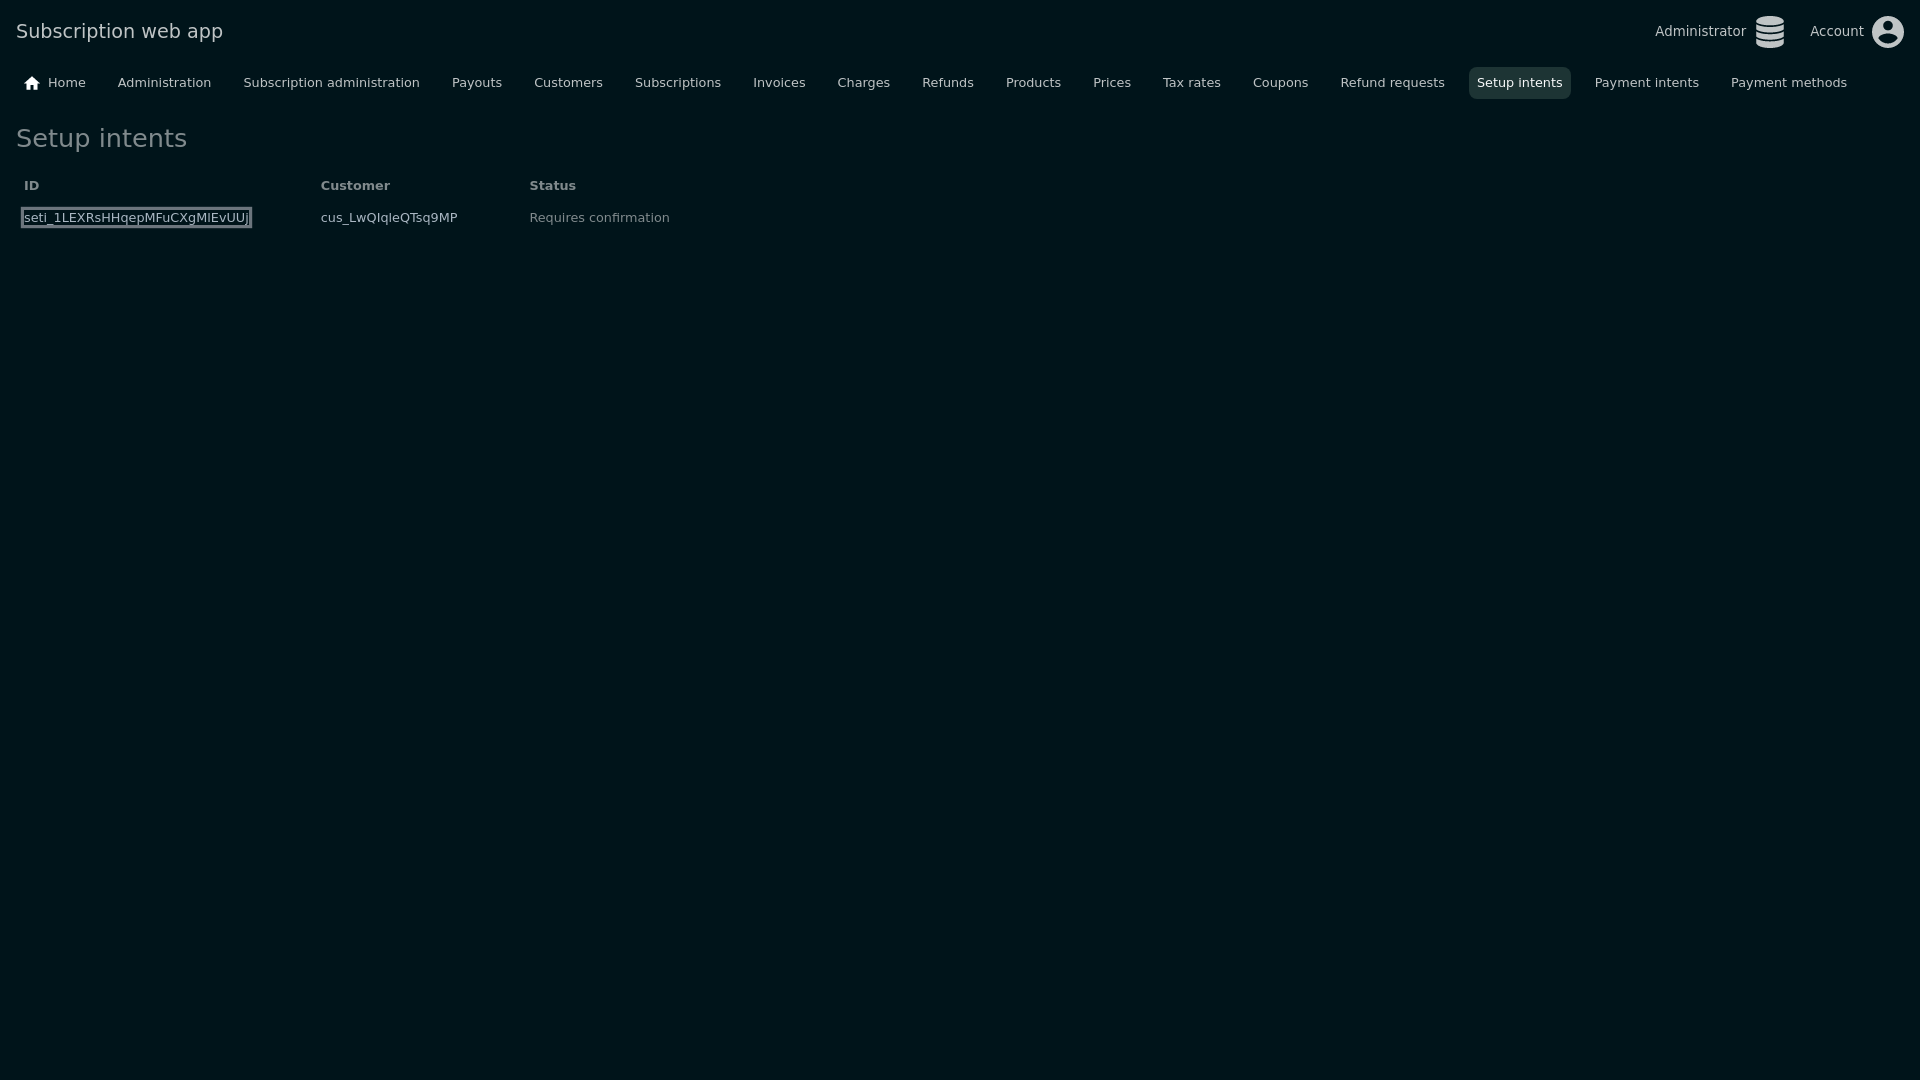 Subscription web app
Administrator
Account
Home Administration Subscription administration Payouts Customers Subscriptions Invoices Charges Refunds Products Prices Tax rates Coupons Refund requests Setup intents Payment intents Payment methods
Setup intents
ID Customer Status
seti_1LEXRsHHqepMFuCXgMlEvUUj cus_LwQIqleQTsq9MP Requires confirmation